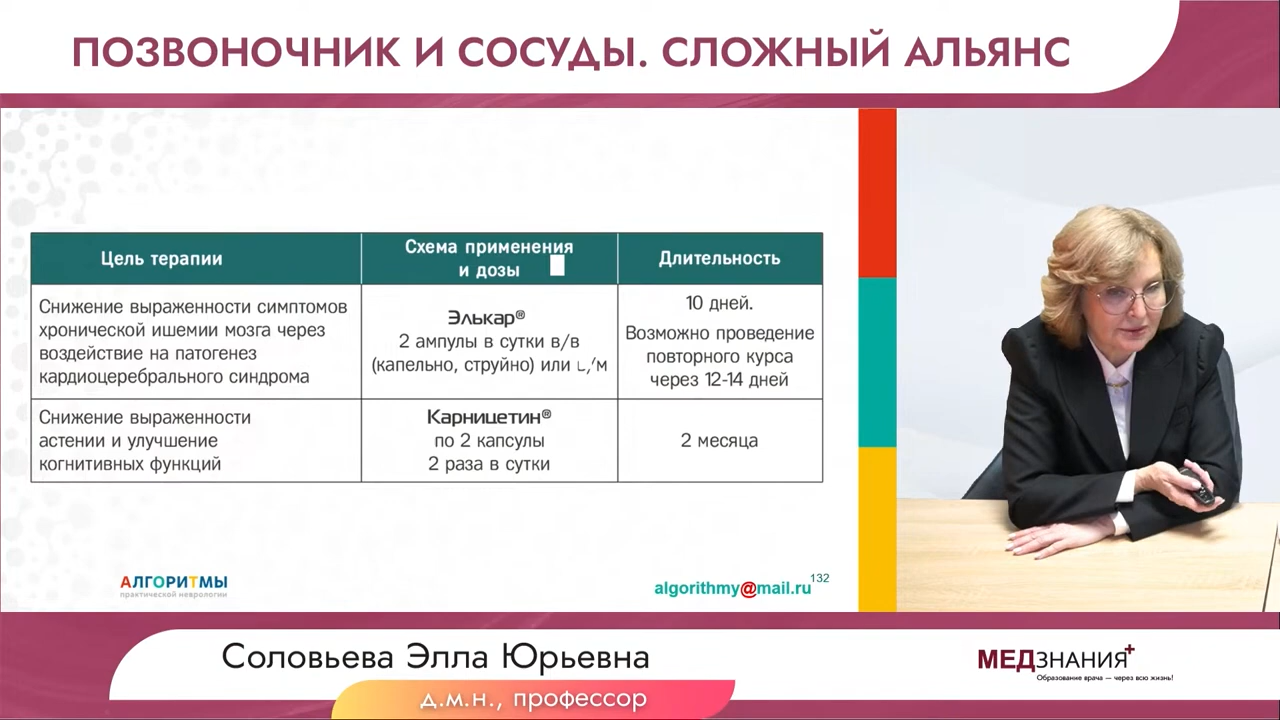 ПОЗВОНОЧНИК И СОСУДЫ. СЛОЖНЫЙ АЛЬЯНС
Цель терапии
Схема применения
и дозы
Длительность
Снижение выраженности симптомов
хронической ишемии мозга через
воздействие на патогенез
кардиоцеребрального синдрома
Элькар®
2 ампулы в сутки в/в
(капельно, струйно) или в/м
10 дней.
Возможно проведение
повторного курса
через 12-14 дней
Снижение выраженности
астении и улучшение
когнитивных функций
Карницетин®
по 2 капсулы
2 раза в сутки
2 месяца
АЛГОРИТМЫ
практической неврологии
algorithmy@mail.ru
132
Соловьева Элла Юрьевна
д.м.н., профессор
МЕДЗНАНИЯ+
Образование врача — через всю жизнь!